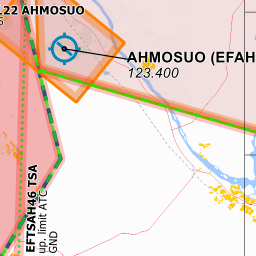 L22 AHMOSUO
AHMOSUO (EFAH
123.400
EFTSAH46 TSA
up. limit ATC
GND